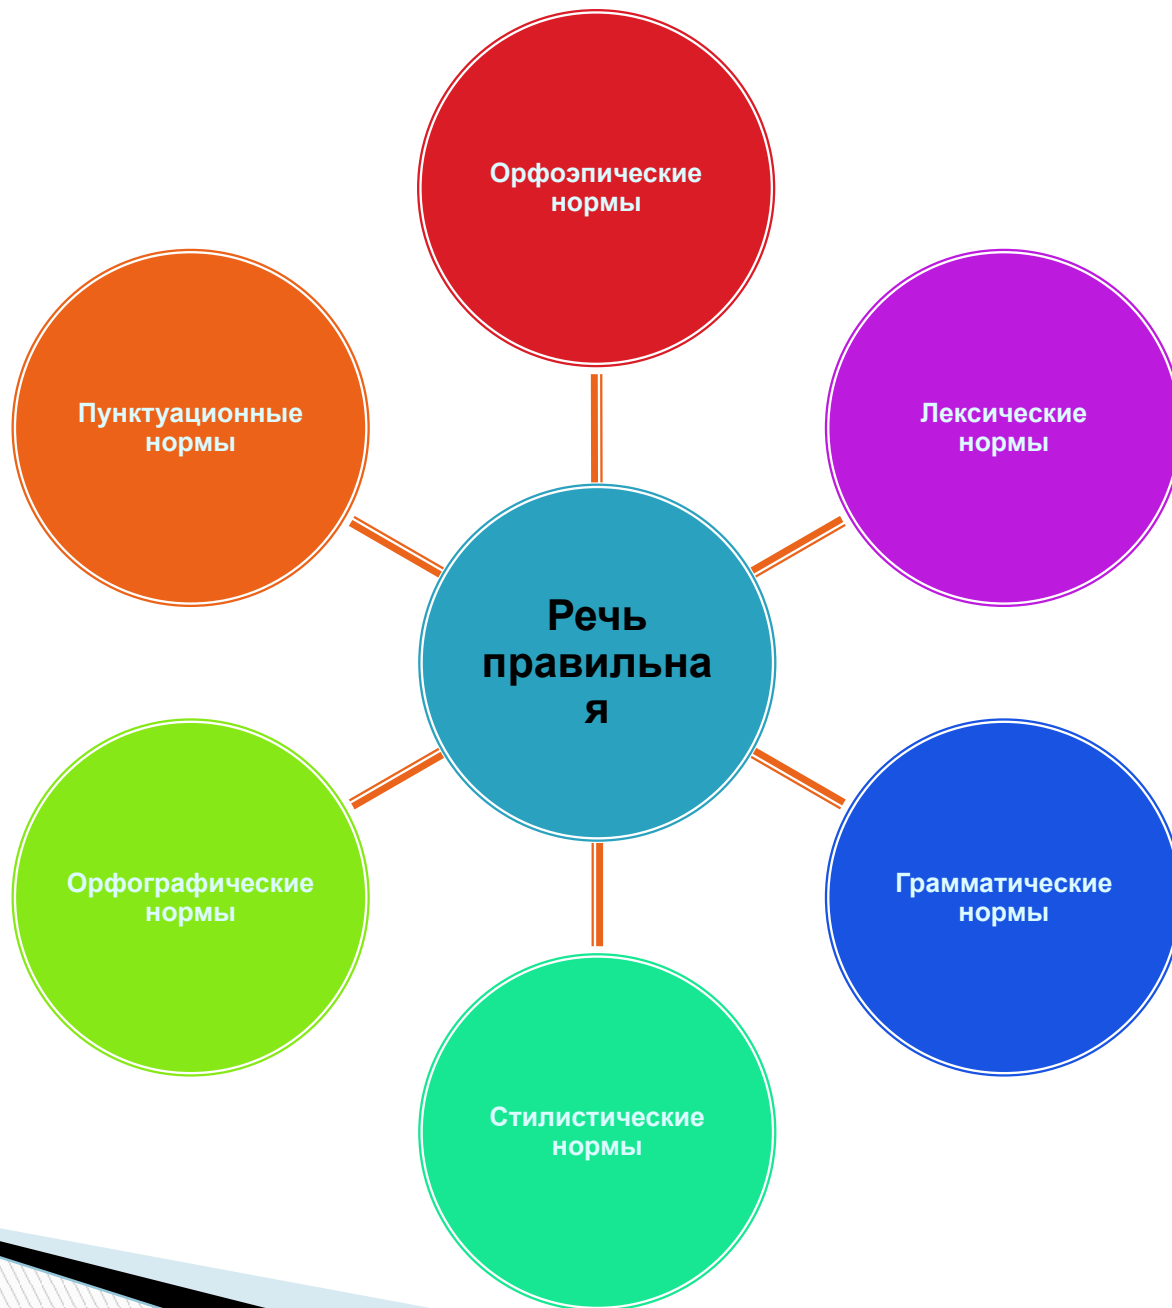 Орфоэпические
нормы
Пунктуационные
нормы
Лексические
нормы
Речь
правильна
я
Орфографические
нормы
Грамматические
нормы
Стилистические
нормы